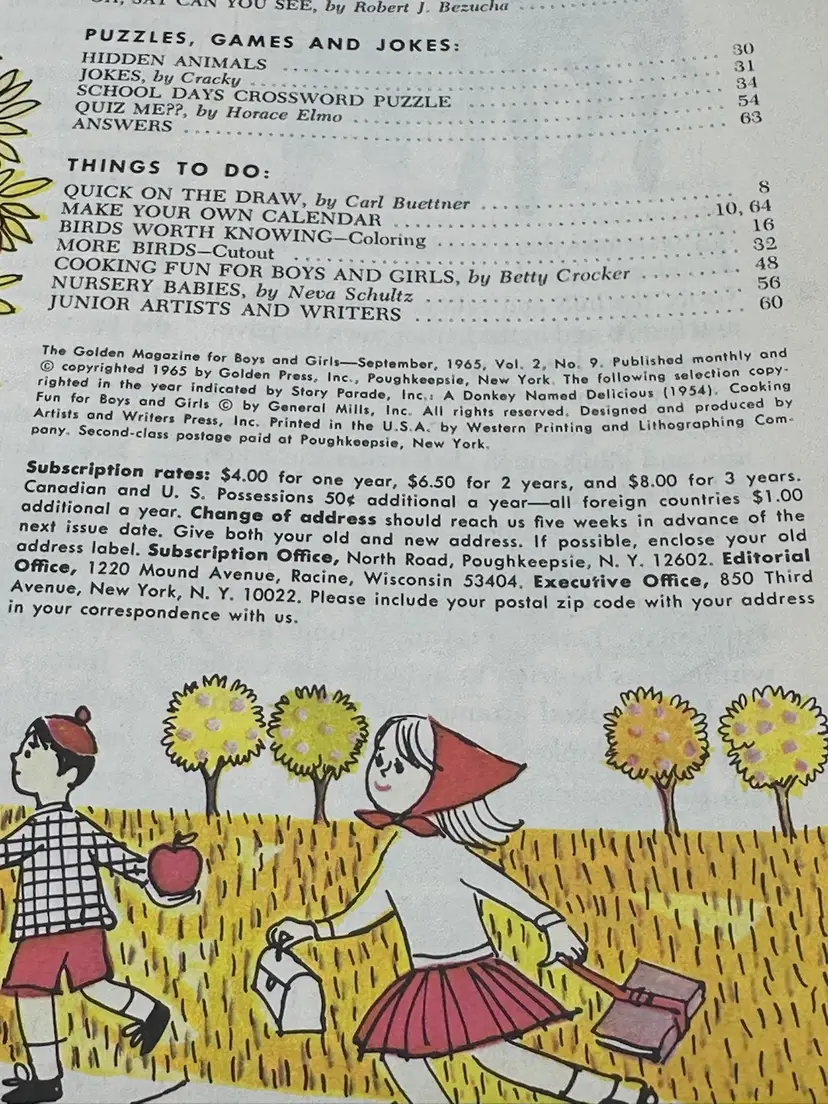 OH, SAY CAN YOU SEE, by Robert J. Bezucha
PUZZLES, GAMES AND JOKES:
HIDDEN ANIMALS 30
JOKES, by Cracky 31
SCHOOL DAYS CROSSWORD PUZZLE 34
QUIZ ME??, by Horace Elmo 54
ANSWERS 63
THINGS TO DO:
QUICK ON THE DRAW, by Carl Buettner 8
MAKE YOUR OWN CALENDAR 10, 64
BIRDS WORTH KNOWING—Coloring 16
MORE BIRDS—Cutout 32
COOKING FUN FOR BOYS AND GIRLS, by Betty Crocker 48
NURSERY BABIES, by Neva Schultz 56
JUNIOR ARTISTS AND WRITERS 60
The Golden Magazine for Boys and Girls—September, 1965, Vol. 2, No. 9. Published monthly and
© copyrighted 1965 by Golden Press, Inc., Poughkeepsie, New York. The following selection copy-
righted in the year indicated by Story Parade, Inc.: A Donkey Named Delicious (1954). Cooking
Fun for Boys and Girls © by General Mills, Inc. All rights reserved. Designed and produced by
Artists and Writers Press, Inc. Printed in the U.S.A. by Western Printing and Lithographing Com-
pany. Second-class postage paid at Poughkeepsie, New York.
Subscription rates: $4.00 for one year, $6.50 for 2 years, and $8.00 for 3 years.
Canadian and U. S. Possessions 50¢ additional a year—all foreign countries $1.00
additional a year. Change of address should reach us five weeks in advance of the
next issue date. Give both your old and new address. If possible, enclose your old
address label. Subscription Office, North Road, Poughkeepsie, N. Y. 12602. Editorial
Office, 1220 Mound Avenue, Racine, Wisconsin 53404. Executive Office, 850 Third
Avenue, New York, N. Y. 10022. Please include your postal zip code with your address
in your correspondence with us.